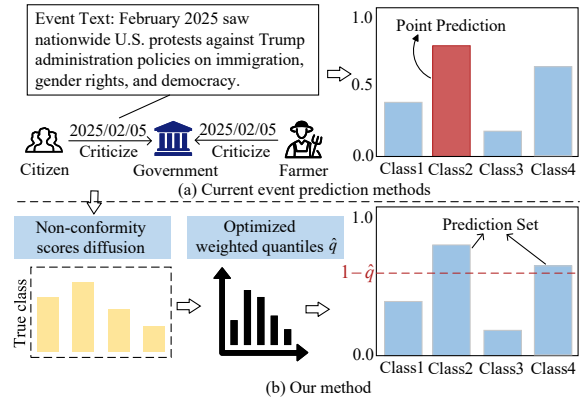 Event Text: February 2025 saw
nationwide U.S. protests against Trump
administration policies on immigration,
gender rights, and democracy.
2025/02/05
2025/02/05
Criticize
Criticize
Citizen
Government
Farmer
1.0
0.5
0.0
Point Prediction
Class1 Class2 Class3 Class4
(a) Current event prediction methods
Non-conformity
scores diffusion
Optimized
weighted quantiles q̂
True class
1.0
1−q̂
0.0
Prediction Set
Class1 Class2 Class3 Class4
(b) Our method